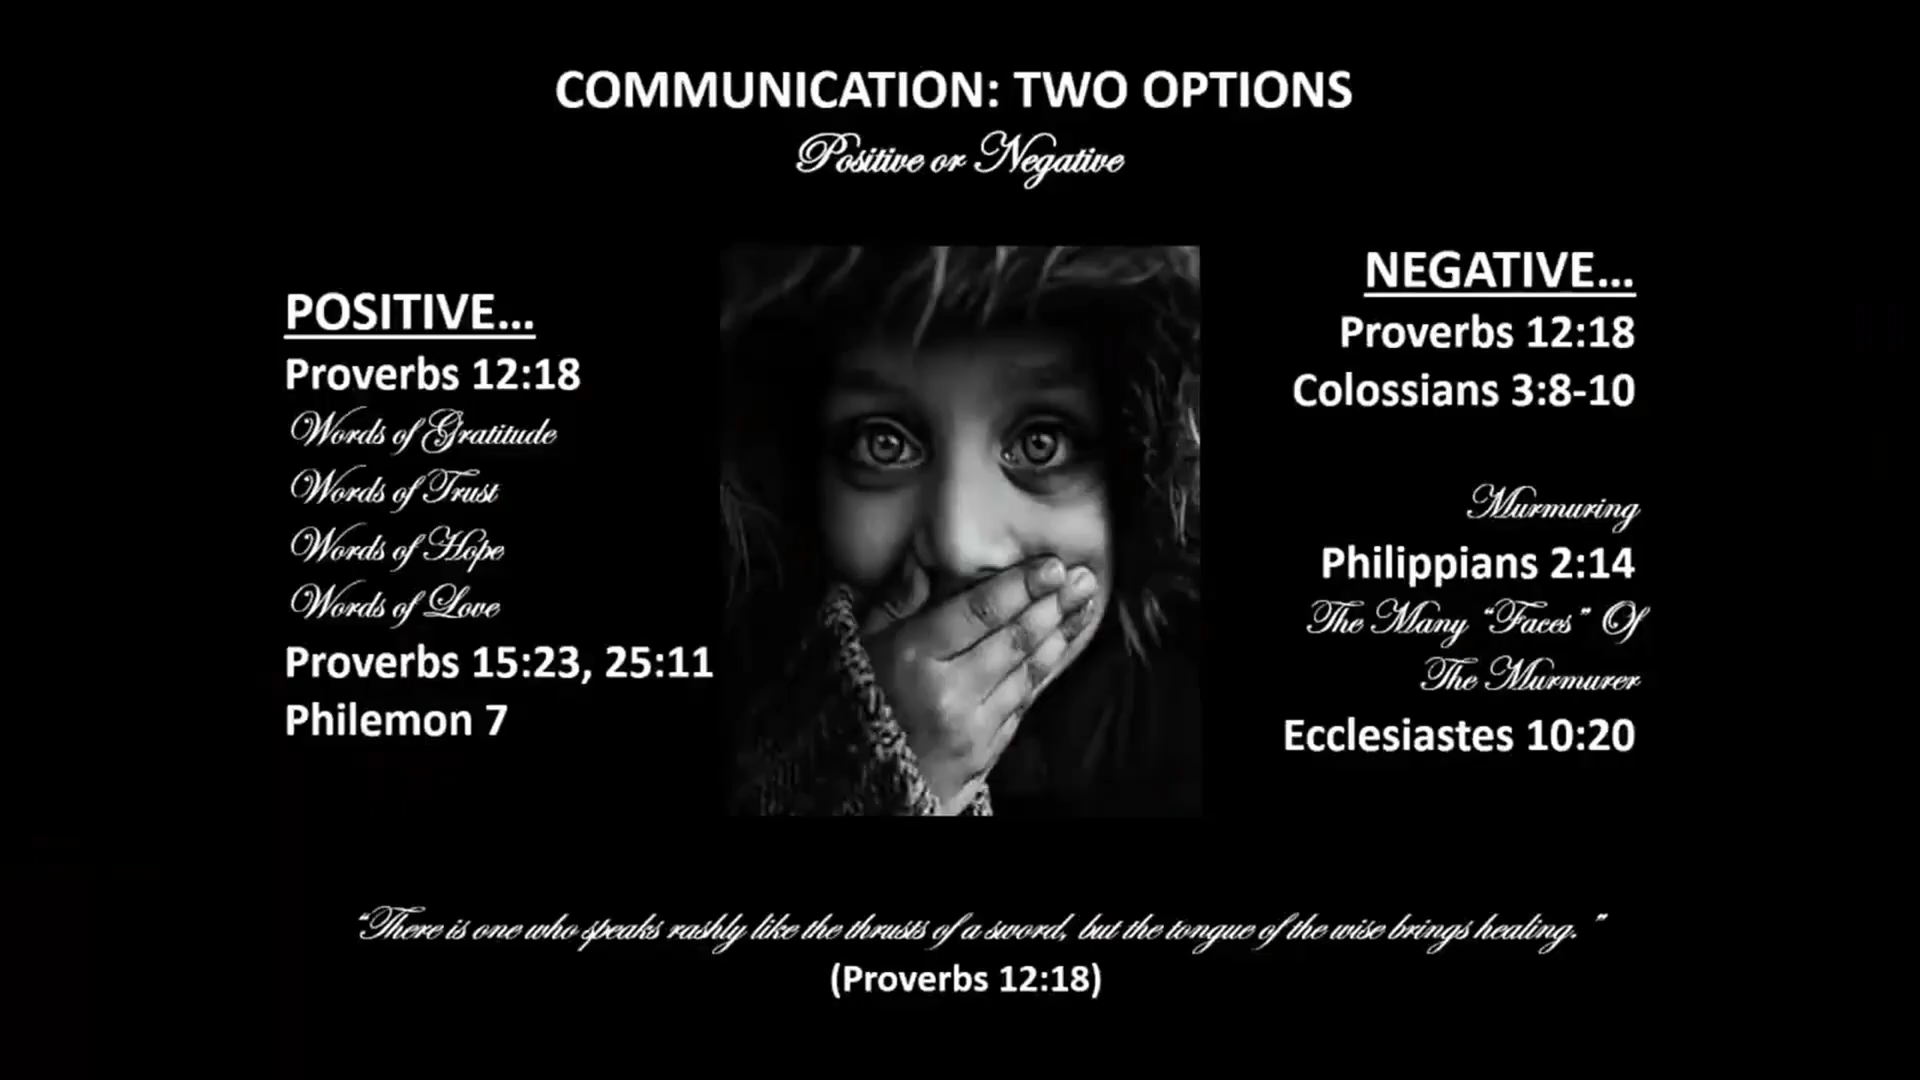 COMMUNICATION: TWO OPTIONS
Positive or Negative
POSITIVE...
Proverbs 12:18
Words of Gratitude
Words of Trust
Words of Hope
Words of Love
Proverbs 15:23, 25:11
Philemon 7
NEGATIVE...
Proverbs 12:18
Colossians 3:8-10
Murmuring
Philippians 2:14
The Many “Faces” Of
The Murmurer
Ecclesiastes 10:20
“There is one who speaks rashly like the thrusts of a sword, but the tongue of the wise brings healing. ”
(Proverbs 12:18)